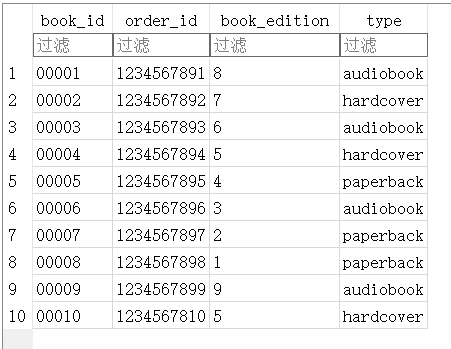 book_id order_id book_edition type
过滤 过滤 过滤 过滤
1 00001 1234567891 8 audiobook
2 00002 1234567892 7 hardcover
3 00003 1234567893 6 audiobook
4 00004 1234567894 5 hardcover
5 00005 1234567895 4 paperback
6 00006 1234567896 3 audiobook
7 00007 1234567897 2 paperback
8 00008 1234567898 1 paperback
9 00009 1234567899 9 audiobook
10 00010 1234567810 5 hardcover